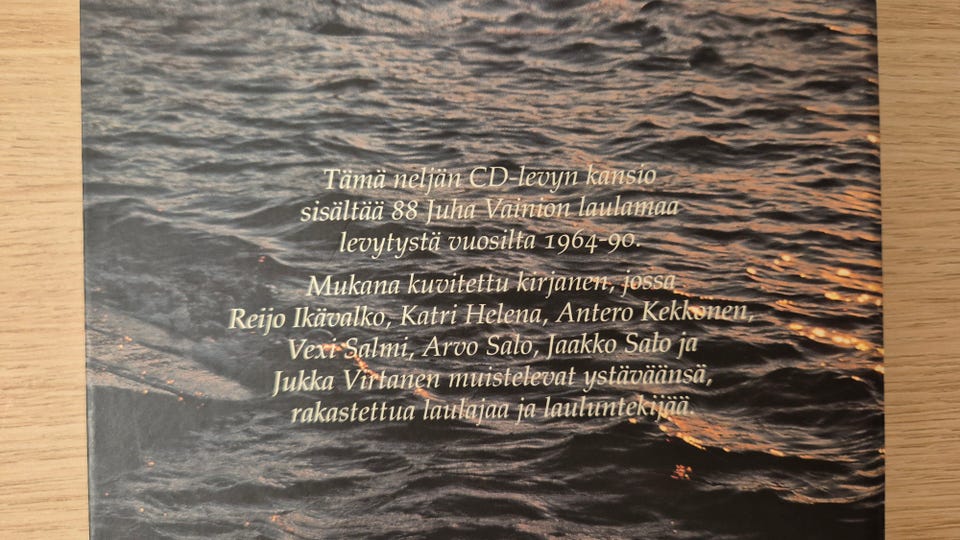 Tämä neljän CD-levyn kansio
sisältää 88 Juha Vainion laulamaa
levytystä vuosilta 1964-90.
Mukana kuvitettu kirjanen, jossa
Reijo Ikävalko, Katri Helena, Antero Kekkonen,
Vexi Salmi, Arvo Salo, Jaakko Salo ja
Jukka Virtanen muistelevat ystäväänsä,
rakastettua laulajaa ja lauluntekijää.